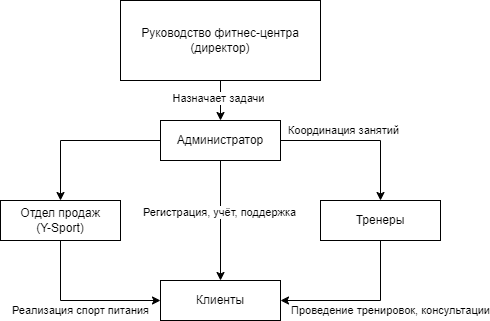 Руководство фитнес-центра
(директор)
Назначает задачи
Администратор
Координация занятий
Отдел продаж
(Y-Sport)
Регистрация, учёт, поддержка
Тренеры
Клиенты
Реализация спорт питания
Проведение тренировок, консультации